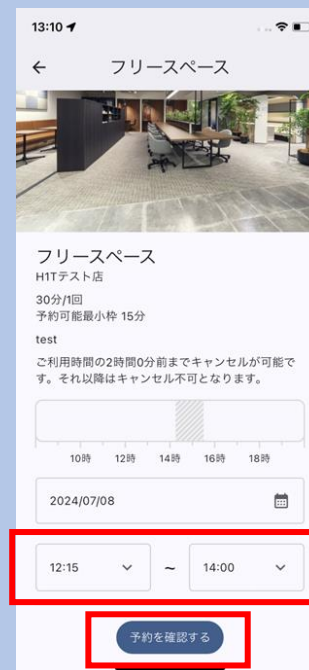 13:10
フリースペース
フリースペース
H1Tテスト店
30分/1回
予約可能最小枠 15分
test
ご利用時間の2時間0分前までキャンセルが可能で
す。それ以降はキャンセル不可となります。
10時 12時 14時 16時 18時
2024/07/08
12:15 ~ 14:00
予約を確認する